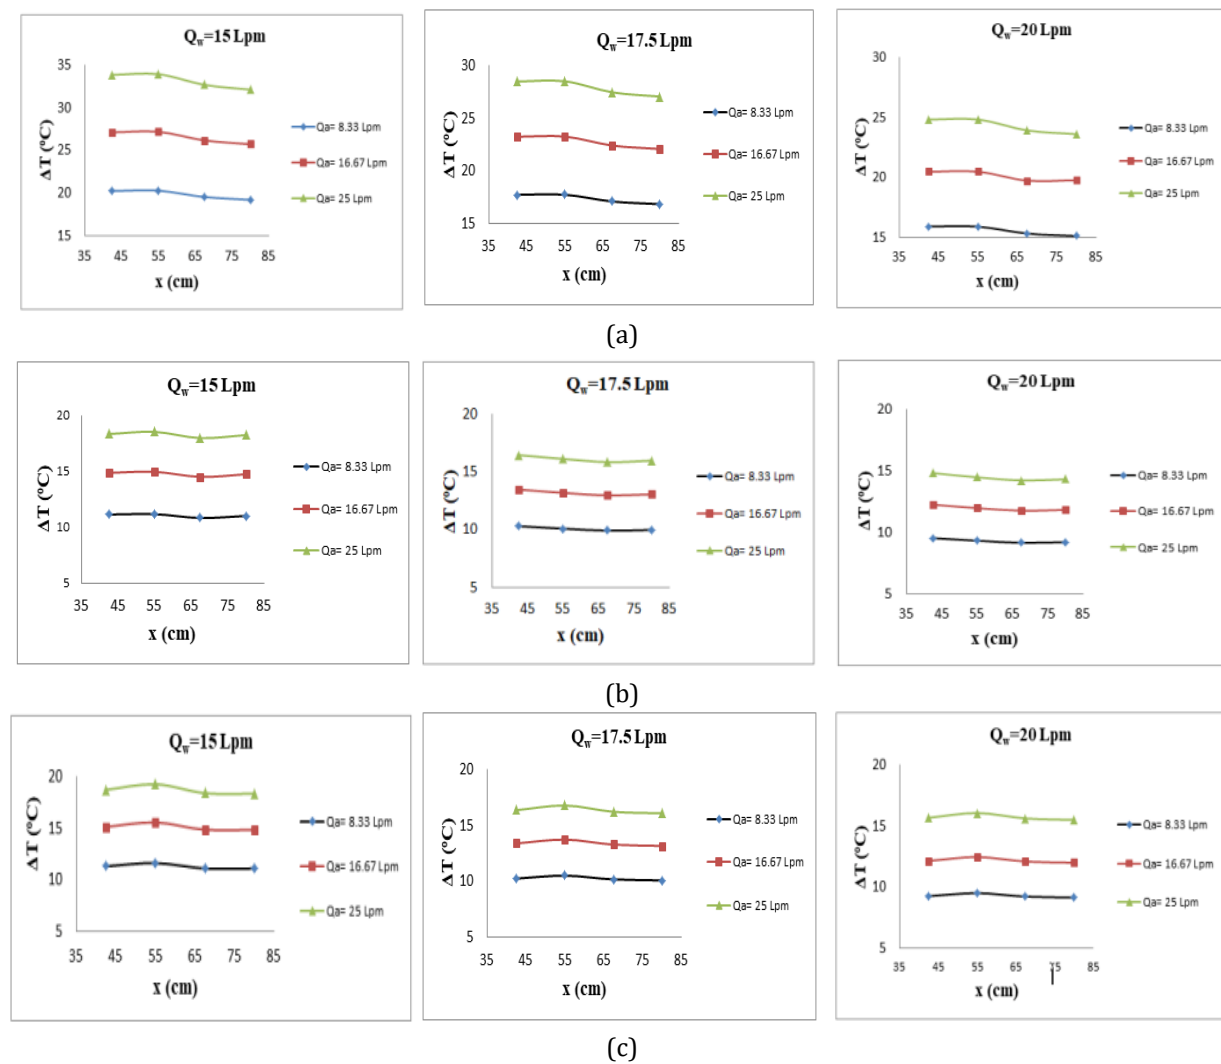 Q_w=15 Lpm
35
30
25
20
15
35 45 55 65 75 85
ΔT (°C)
x (cm)
Qa= 8.33 Lpm
Qa= 16.67 Lpm
Qa= 25 Lpm
Q_w=17.5 Lpm
30
25
20
15
35 45 55 65 75 85
ΔT (°C)
x (cm)
Qa= 8.33 Lpm
Qa= 16.67 Lpm
Qa= 25 Lpm
Q_w=20 Lpm
30
25
20
15
35 45 55 65 75 85
ΔT (°C)
x (cm)
Qa= 8.33 Lpm
Qa= 16.67 Lpm
Qa= 25 Lpm
(a)
Q_w=15 Lpm
20
15
10
5
35 45 55 65 75 85
ΔT (°C)
x (cm)
Qa= 8.33 Lpm
Qa= 16.67 Lpm
Qa= 25 Lpm
Q_w=17.5 Lpm
20
15
10
5
35 45 55 65 75 85
ΔT (°C)
x (cm)
Qa= 8.33 Lpm
Qa= 16.67 Lpm
Qa= 25 Lpm
Q_w=20 Lpm
20
15
10
5
35 45 55 65 75 85
ΔT (°C)
x (cm)
Qa= 8.33 Lpm
Qa= 16.67 Lpm
Qa= 25 Lpm
(b)
Q_w=15 Lpm
20
15
10
5
35 45 55 65 75 85
ΔT (°C)
x (cm)
Qa= 8.33 Lpm
Qa= 16.67 Lpm
Qa= 25 Lpm
Q_w=17.5 Lpm
20
15
10
5
35 45 55 65 75 85
ΔT (°C)
x (cm)
Qa= 8.33 Lpm
Qa= 16.67 Lpm
Qa= 25 Lpm
Q_w=20 Lpm
20
15
10
5
35 45 55 65 75 85
ΔT (°C)
x (cm)
Qa= 8.33 Lpm
Qa= 16.67 Lpm
Qa= 25 Lpm
(c)